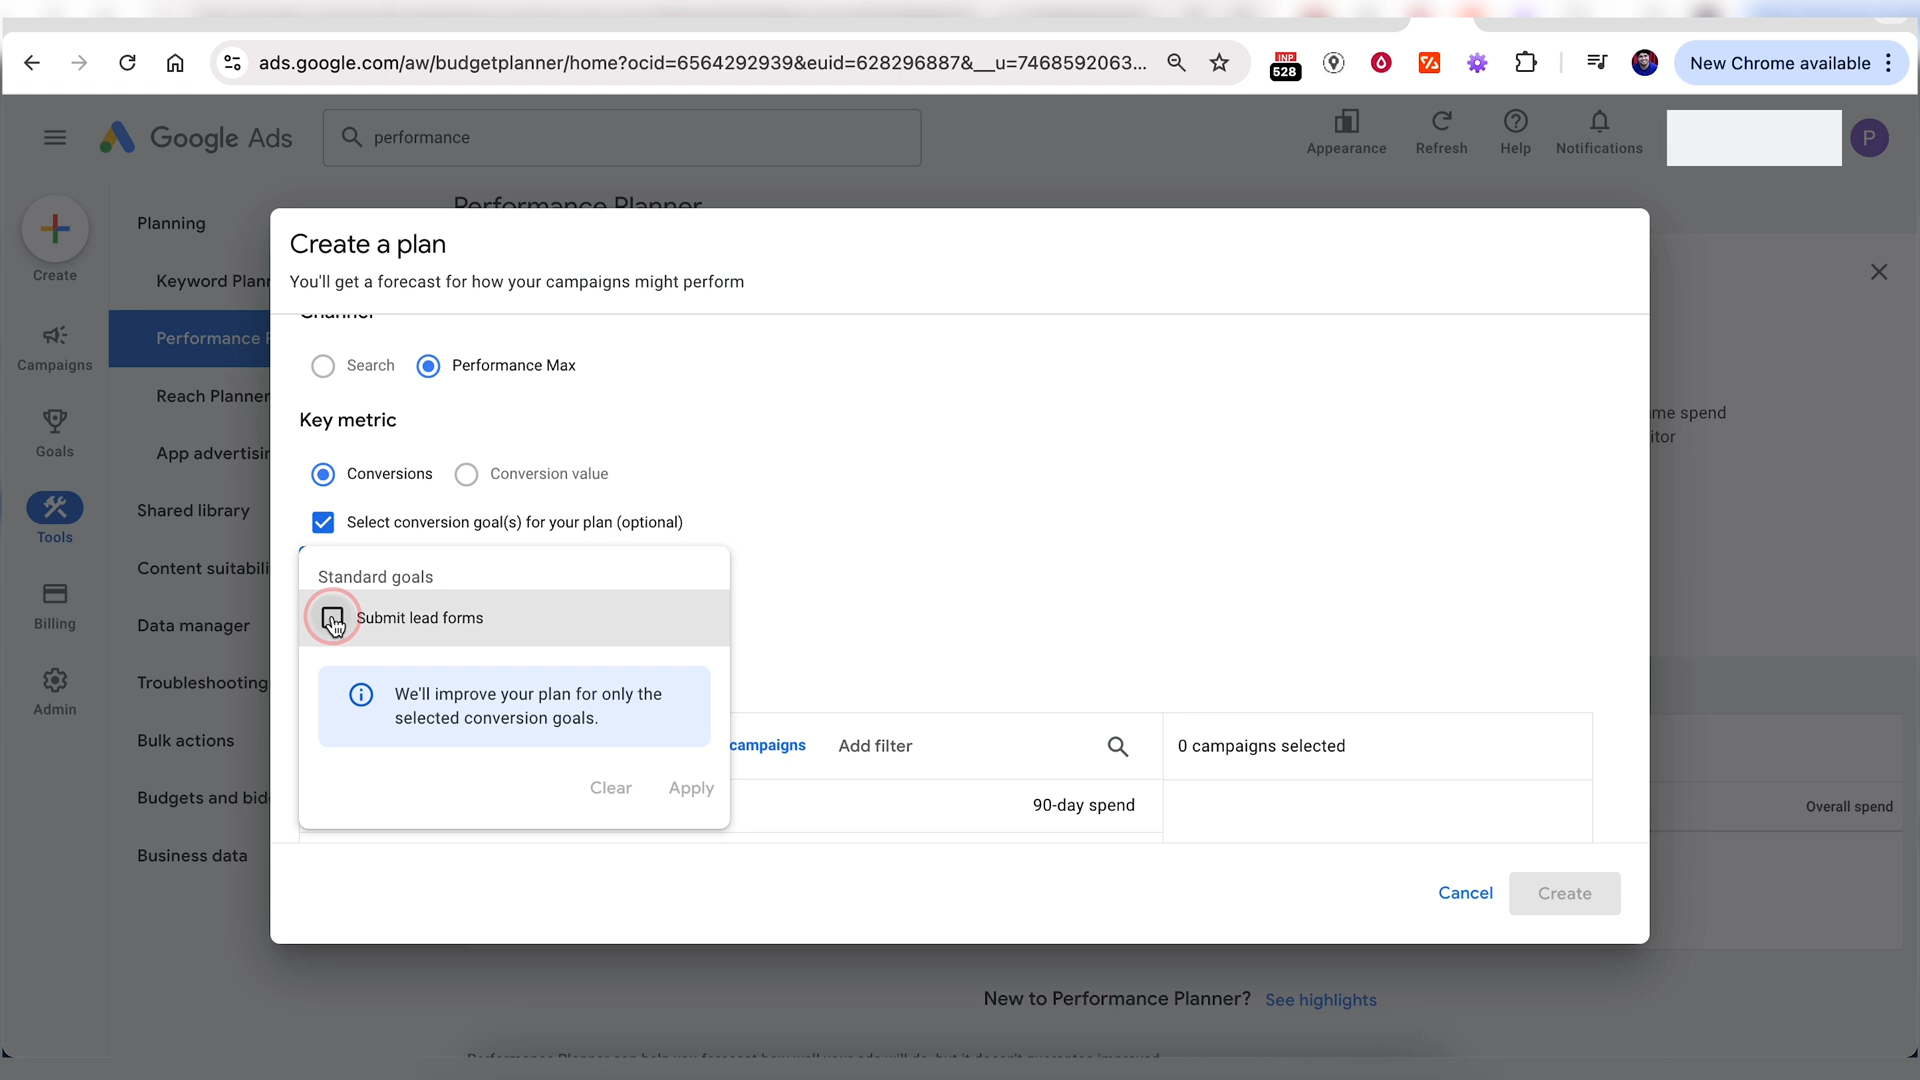 ads.google.com/aw/budgetplanner/home?ocid=6564292939&euid=628296887&__u=7468592063...
INP
528
New Chrome available
Google Ads
performance
Appearance
Refresh
Help
Notifications
P
Create
Campaigns
Goals
Tools
Billing
Admin
Planning
Keyword Plann
Performance P
Reach Planner
App advertisin
Shared library
Content suitabili
Data manager
Troubleshooting
Bulk actions
Budgets and bid
Business data
Performance Planner
Create a plan
You'll get a forecast for how your campaigns might perform
Channel
Search
Performance Max
Key metric
Conversions
Conversion value
Select conversion goal(s) for your plan (optional)
Standard goals
Submit lead forms
We'll improve your plan for only the
selected conversion goals.
Clear
Apply
campaigns
Add filter
0 campaigns selected
90-day spend
Cancel
Create
me spend
itor
Overall spend
New to Performance Planner? See highlights